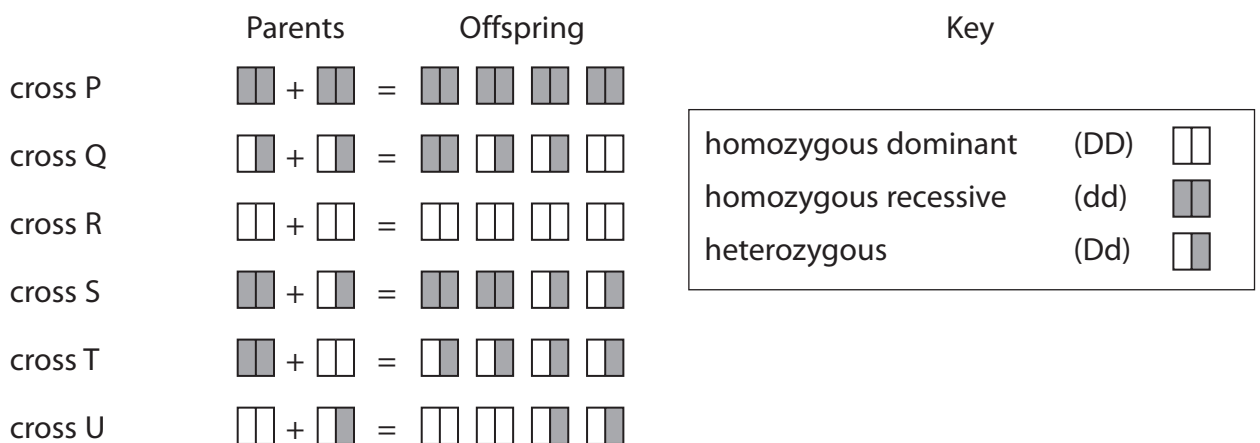 Parents Offspring Key
cross P + =
cross Q + =
cross R + =
cross S + =
cross T + =
cross U + =
homozygous dominant (DD)
homozygous recessive (dd)
heterozygous (Dd)